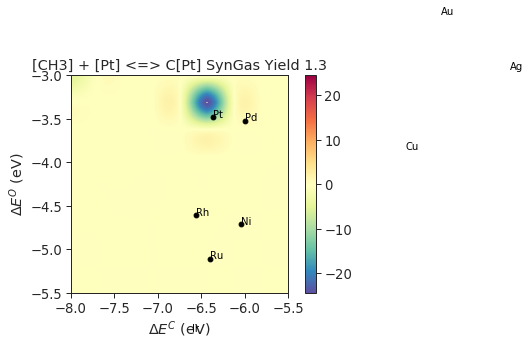 Au
[CH3] + [Pt] <=> C[Pt] SynGas Yield 1.3
Ag
−3.0
20
Pt
Pd
−3.5
10
Cu
−4.0
0
ΔE^O (eV)
−4.5
Rh
Ni
−10
−5.0
Ru
−20
−5.5
−8.0 −7.5 −7.0 −6.5 −6.0 −5.5
ΔE^C (eV)
Ir